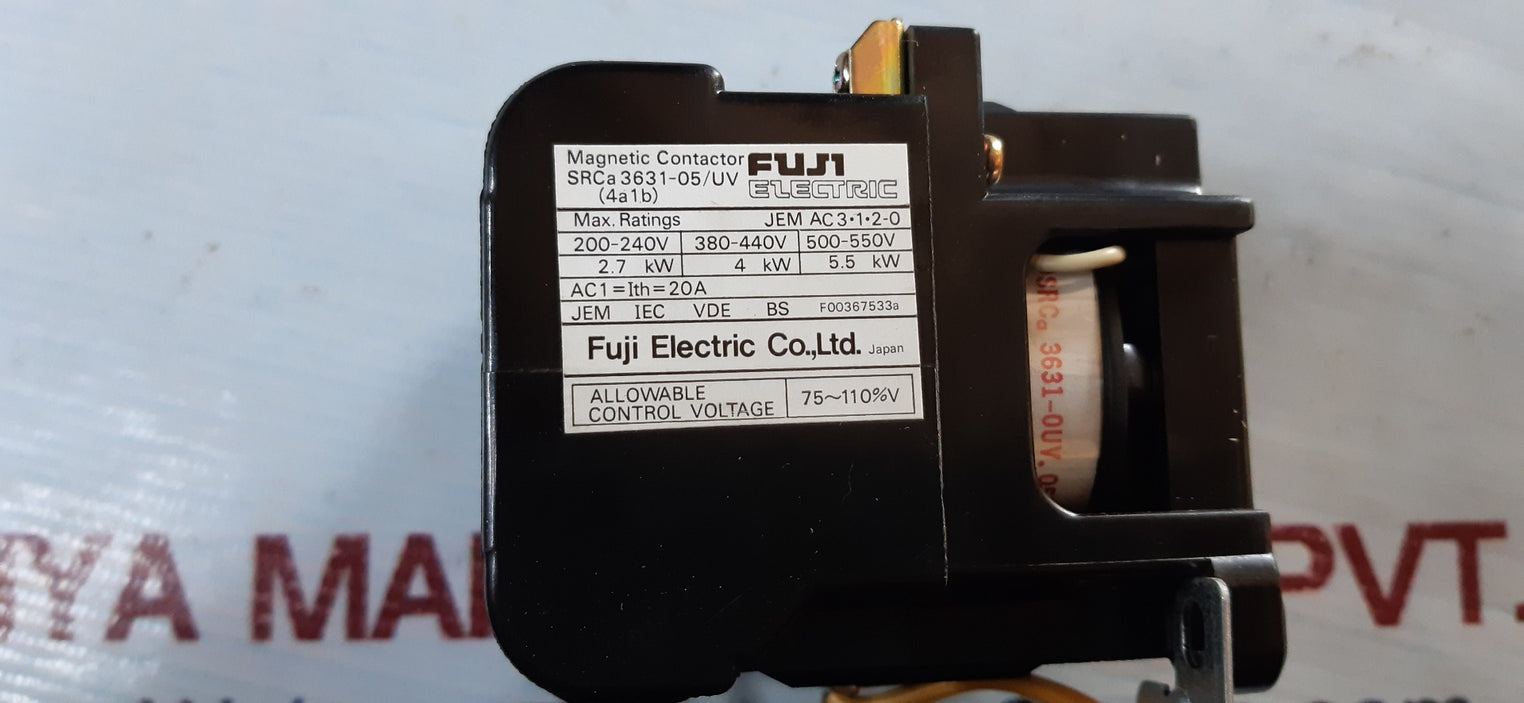 Magnetic Contactor FUJI
SRCa 3631-05/UV ELECTRIC
(4a1b)
Max. Ratings JEM AC3·1·2-0
200-240V 380-440V 500-550V
2.7 kW 4 kW 5.5 kW
AC1=Ith=20A
JEM IEC VDE BS F00367533a
Fuji Electric Co.,Ltd. Japan
ALLOWABLE
CONTROL VOLTAGE 75~110%V
SRCa 3631-0UV.
PVT.